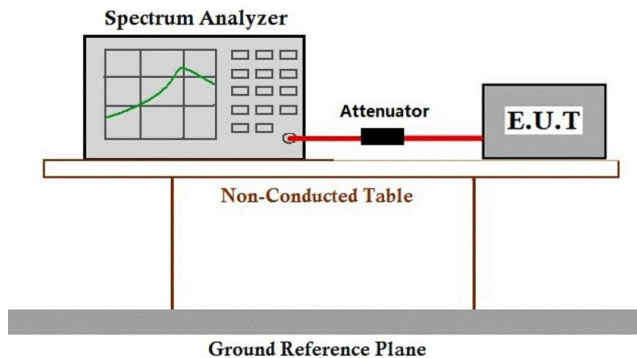 Spectrum Analyzer
Attenuator
E.U.T
Non-Conducted Table
Ground Reference Plane